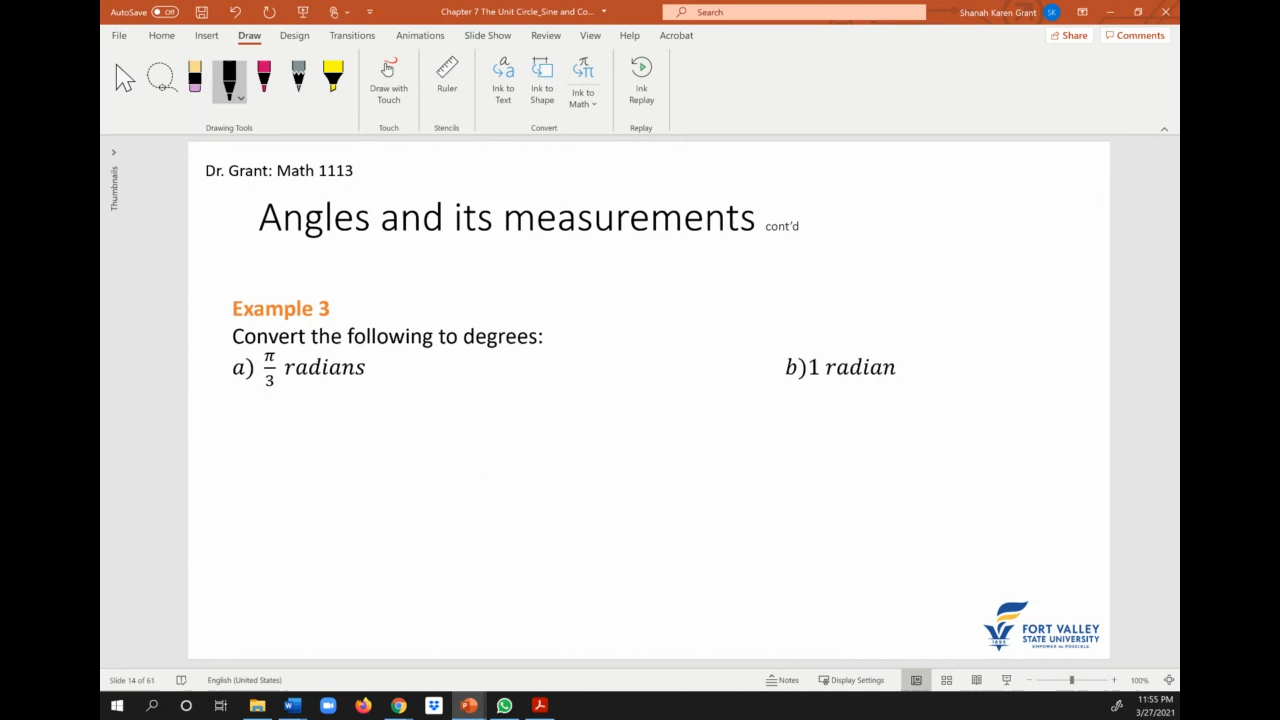 AutoSave Off Chapter 7 The Unit Circle_Sine and Co... Search Shanah Karen Grant SK
File Home Insert Draw Design Transitions Animations Slide Show Review View Help Acrobat Share Comments
Draw with Touch Ruler Ink to Text Ink to Shape Ink to Math Ink Replay
Drawing Tools Touch Stencils Convert Replay
Thumbnails
Dr. Grant: Math 1113
Angles and its measurements cont’d
Example 3
Convert the following to degrees:
a) π/3 radians b)1 radian
1895 FORT VALLEY
STATE UNIVERSITY
EMPOWER the POSSIBLE.
Slide 14 of 61 English (United States) Notes Display Settings 100%
11:55 PM
3/27/2021